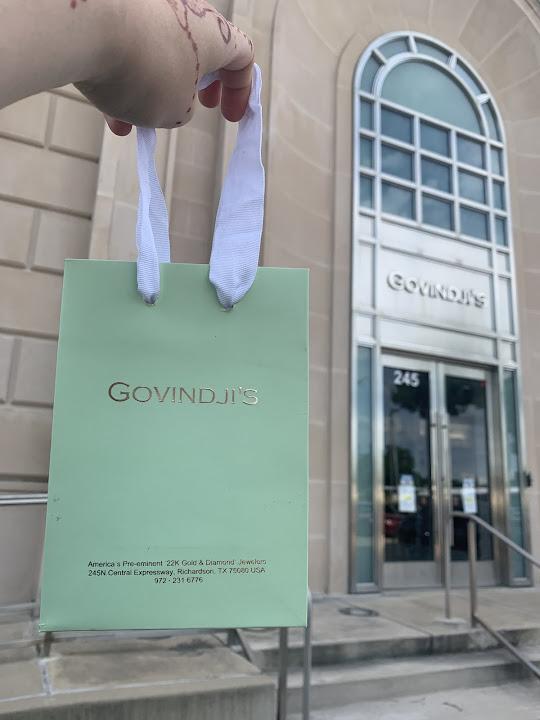 GOVINDJI'S
245
GOVINDJI'S
America's Pre-eminent '22K Gold & Diamond' Jewelers
245N.Central Expressway, Richardson, TX 75080 USA
972 - 231 6776